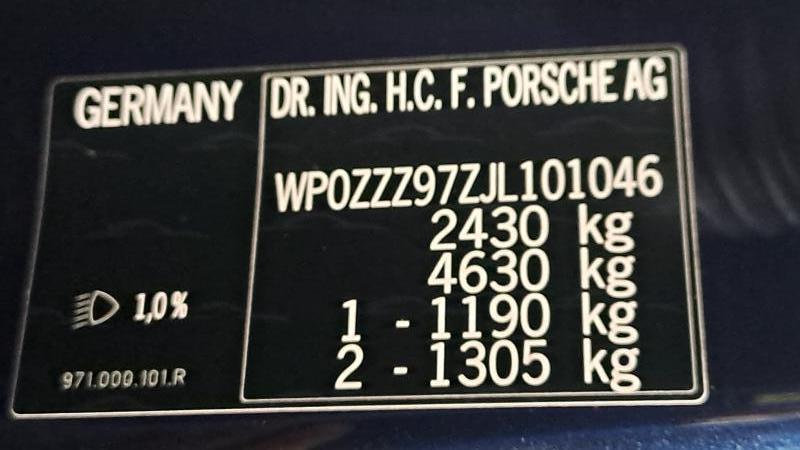 GERMANY
DR. ING. H.C. F. PORSCHE AG
WP0ZZZ97ZJL101046
2430 kg
4630 kg
1 - 1190 kg
2 - 1305 kg
1,0%
971.000.101.R